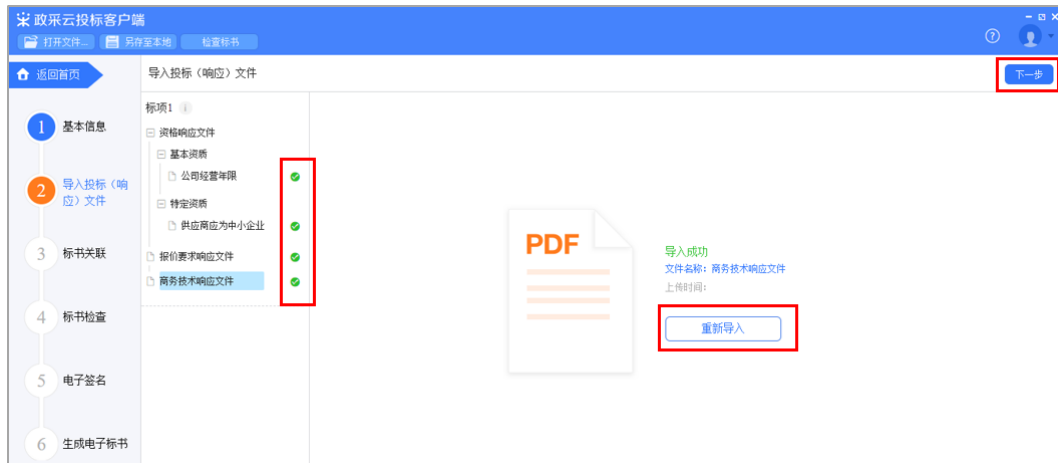 政采云投标客户端
打开文件...
另存至本地
检查标书
返回首页
导入投标（响应）文件
下一步
1 基本信息
2 导入投标（响
应）文件
3 标书关联
4 标书检查
5 电子签名
6 生成电子标书
标项1
资格响应文件
基本资质
公司经营年限
特定资质
供应商应为中小企业
报价要求响应文件
商务技术响应文件
PDF
导入成功
文件名称：商务技术响应文件
上传时间：
重新导入